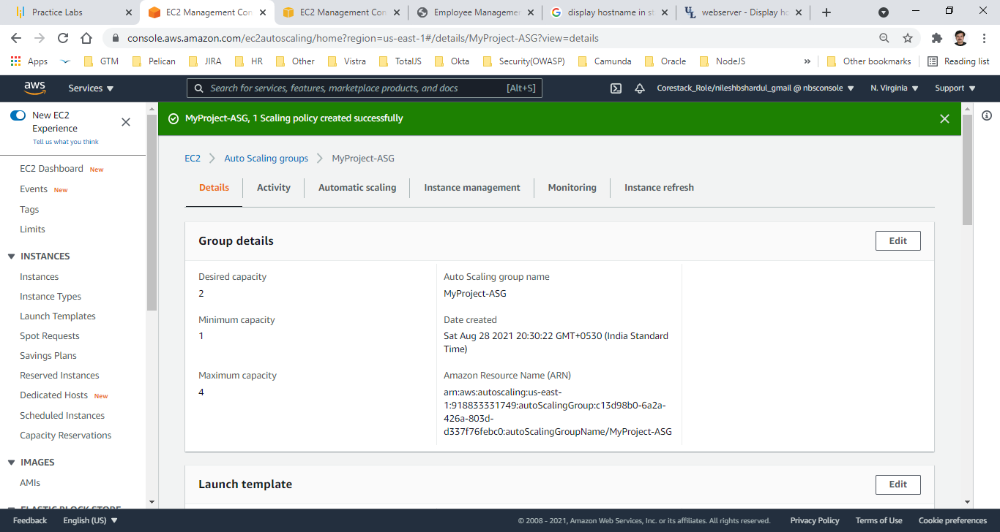 Practice Labs
EC2 Management Con
EC2 Management Con
Employee Manageme
display hostname in st
webserver - Display ho
console.aws.amazon.com/ec2autoscaling/home?region=us-east-1#/details/MyProject-ASG?view=details
Apps
GTM
Pelican
JIRA
HR
Other
Vistra
TotalJS
Okta
Security(OWASP)
Camunda
Oracle
NodeJS
»
Other bookmarks
Reading list
aws
Services
Search for services, features, marketplace products, and docs
[Alt+S]
Corestack_Role/nileshbshardul_gmail @ nbsconsole
N. Virginia
Support
New EC2
Experience
Tell us what you think
EC2 Dashboard New
Events New
Tags
Limits
INSTANCES
Instances
Instance Types
Launch Templates
Spot Requests
Savings Plans
Reserved Instances
Dedicated Hosts New
Scheduled Instances
Capacity Reservations
IMAGES
AMIs
ELASTIC BLOCK STORE
MyProject-ASG, 1 Scaling policy created successfully
EC2
Auto Scaling groups
MyProject-ASG
Details
Activity
Automatic scaling
Instance management
Monitoring
Instance refresh
Group details
Edit
Desired capacity
2
Minimum capacity
1
Maximum capacity
4
Auto Scaling group name
MyProject-ASG
Date created
Sat Aug 28 2021 20:30:22 GMT+0530 (India Standard
Time)
Amazon Resource Name (ARN)
arn:aws:autoscaling:us-east-
1:918833331749:autoScalingGroup:c13d98b0-6a2a-
426a-803d-
d337f76febc0:autoScalingGroupName/MyProject-ASG
Launch template
Edit
Feedback
English (US)
© 2008 - 2021, Amazon Web Services, Inc. or its affiliates. All rights reserved.
Privacy Policy
Terms of Use
Cookie preferences